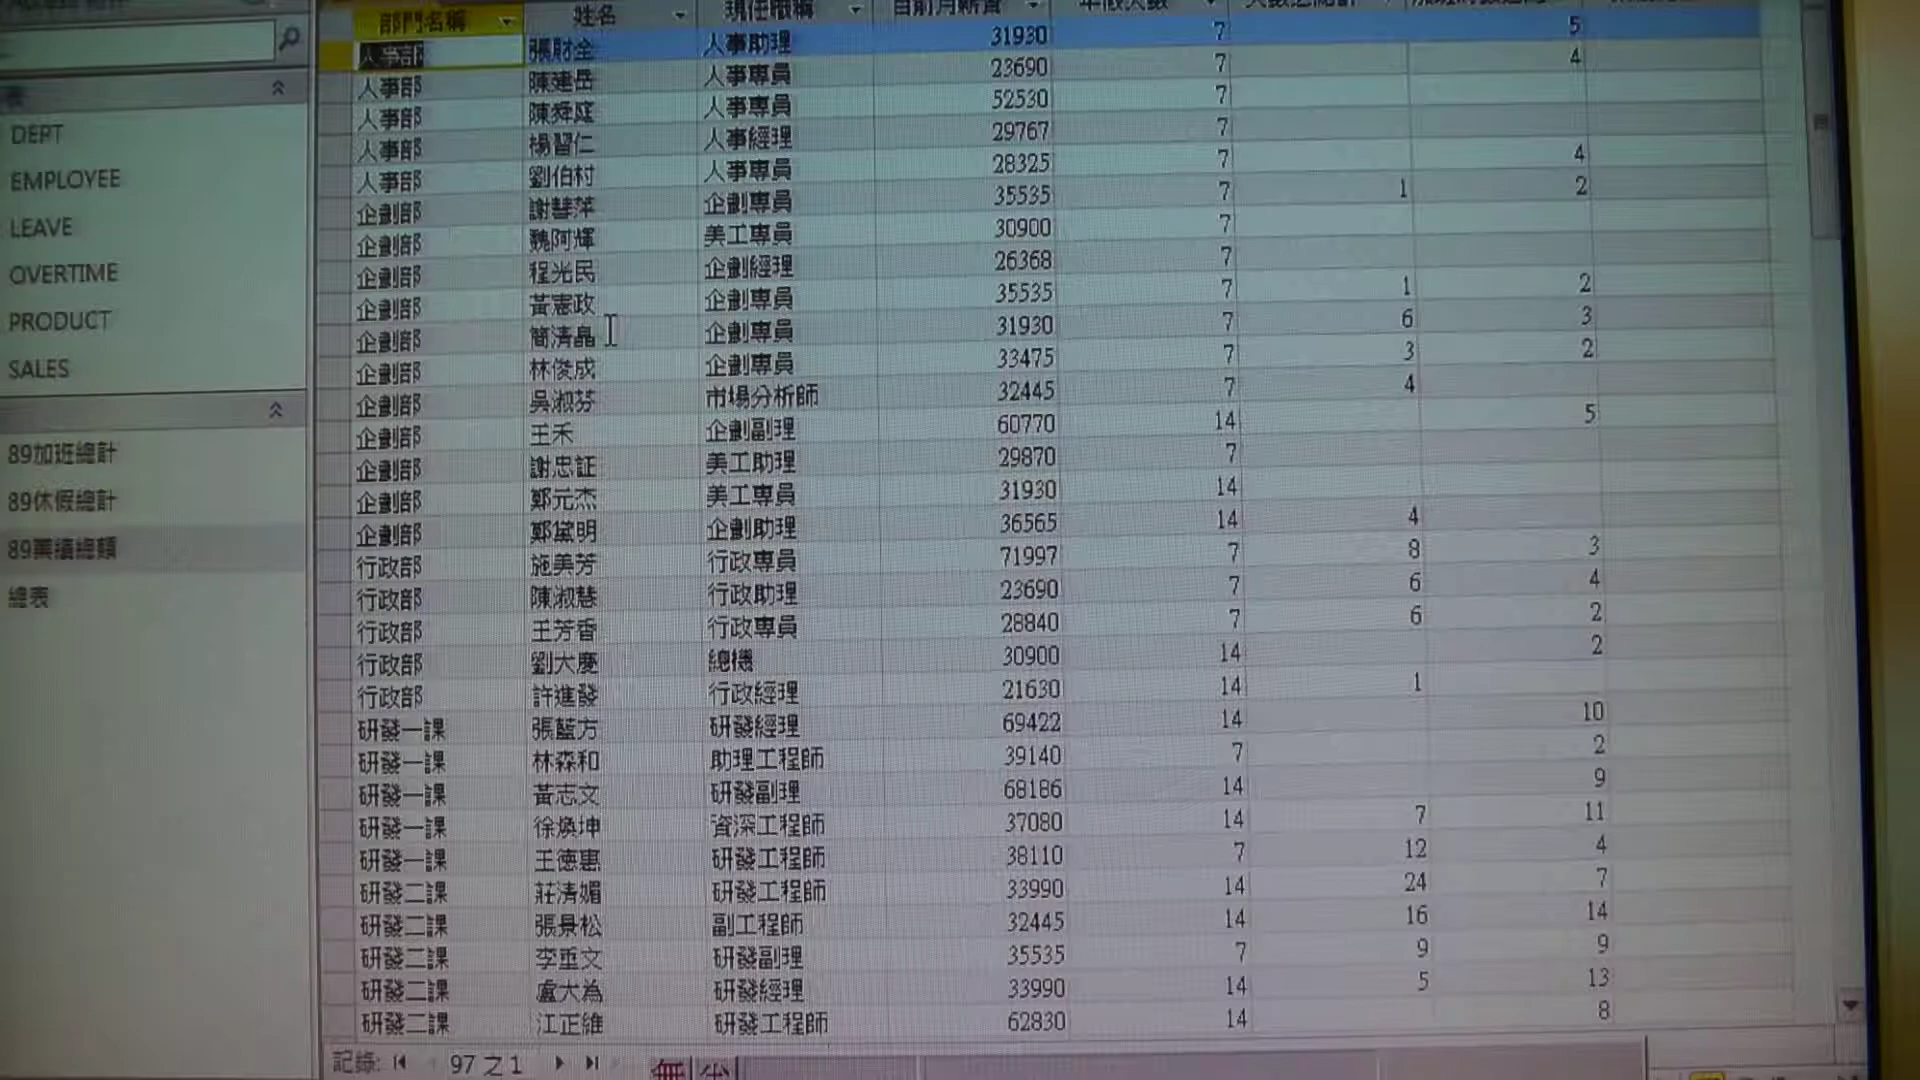 部門名稱 姓名 現任職稱 目前月薪資 年假天數
人事部 張財全 人事助理 31930 7 5
人事部 陳建岳 人事專員 23690 7 4
人事部 陳舜庭 人事專員 52530 7
人事部 楊習仁 人事經理 29767 7
人事部 劉伯村 人事專員 28325 7 4
企劃部 謝慧萍 企劃專員 35535 7 1 2
企劃部 魏阿輝 美工專員 30900 7
企劃部 程光民 企劃經理 26368 7
企劃部 黃憲政 企劃專員 35535 7 1 2
企劃部 簡清晶 企劃專員 31930 7 6 3
企劃部 林俊成 企劃專員 33475 7 3 2
企劃部 吳淑芬 市場分析師 32445 7 4
企劃部 王禾 企劃副理 60770 14 5
企劃部 謝忠証 美工助理 29870 7
企劃部 鄭元杰 美工專員 31930 14
企劃部 鄭黛明 企劃助理 36565 14 4
行政部 施美芳 行政專員 71997 7 8 3
行政部 陳淑慧 行政助理 23690 7 6 4
行政部 王芳香 行政專員 28840 7 6 2
行政部 劉大慶 總機 30900 14 2
行政部 許進發 行政經理 21630 14 1
研發一課 張藍方 研發經理 69422 14 10
研發一課 林森和 助理工程師 39140 7 2
研發一課 黃志文 研發副理 68186 14 9
研發一課 徐煥坤 資深工程師 37080 14 7 11
研發一課 王德惠 研發工程師 38110 7 12 4
研發二課 莊清媚 研發工程師 33990 14 24 7
研發二課 張景松 副工程師 32445 14 16 14
研發二課 李垂文 研發副理 35535 7 9 9
研發二課 盧大為 研發經理 33990 14 5 13
研發二課 江正維 研發工程師 62830 14 8
記錄: 97 之 1
表
DEPT
EMPLOYEE
LEAVE
OVERTIME
PRODUCT
SALES
89加班總計
89休假總計
89業績總額
總表